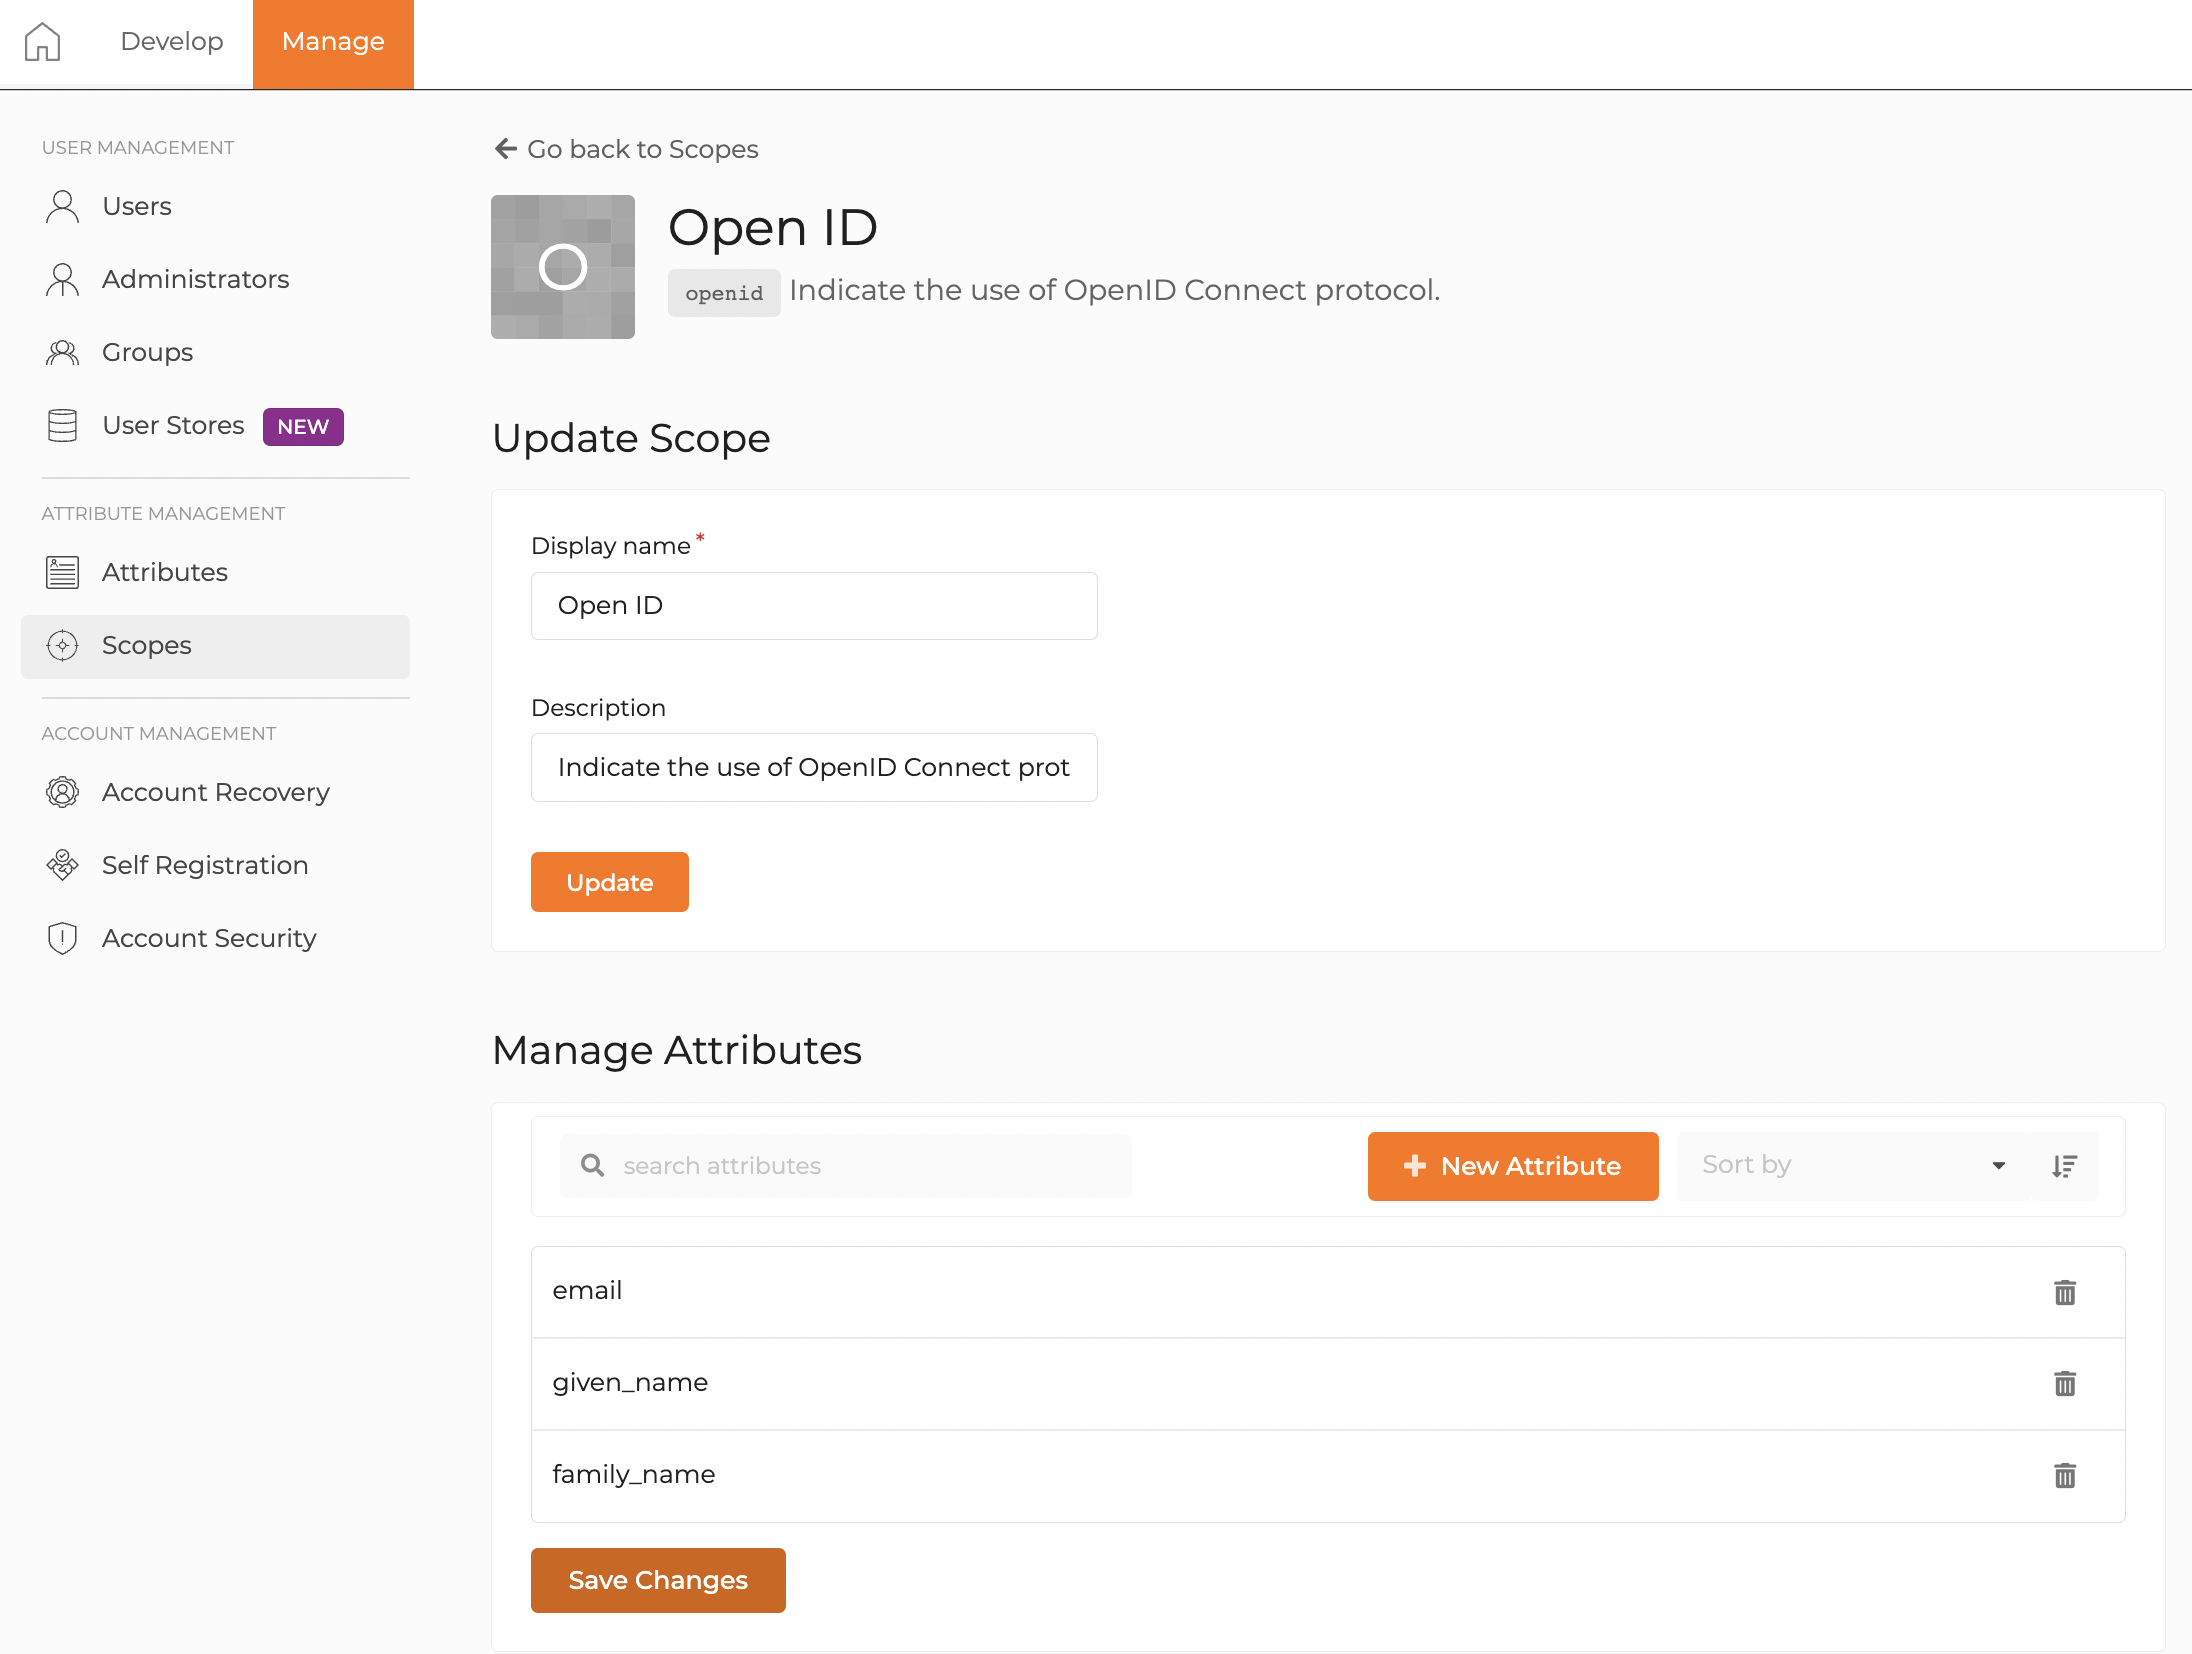 Develop
Manage
USER MANAGEMENT
Users
Administrators
Groups
User Stores NEW
ATTRIBUTE MANAGEMENT
Attributes
Scopes
ACCOUNT MANAGEMENT
Account Recovery
Self Registration
Account Security
Go back to Scopes
O
Open ID
openid Indicate the use of OpenID Connect protocol.
Update Scope
Display name *
Open ID
Description
Indicate the use of OpenID Connect prot
Update
Manage Attributes
search attributes
New Attribute
Sort by
email
given_name
family_name
Save Changes